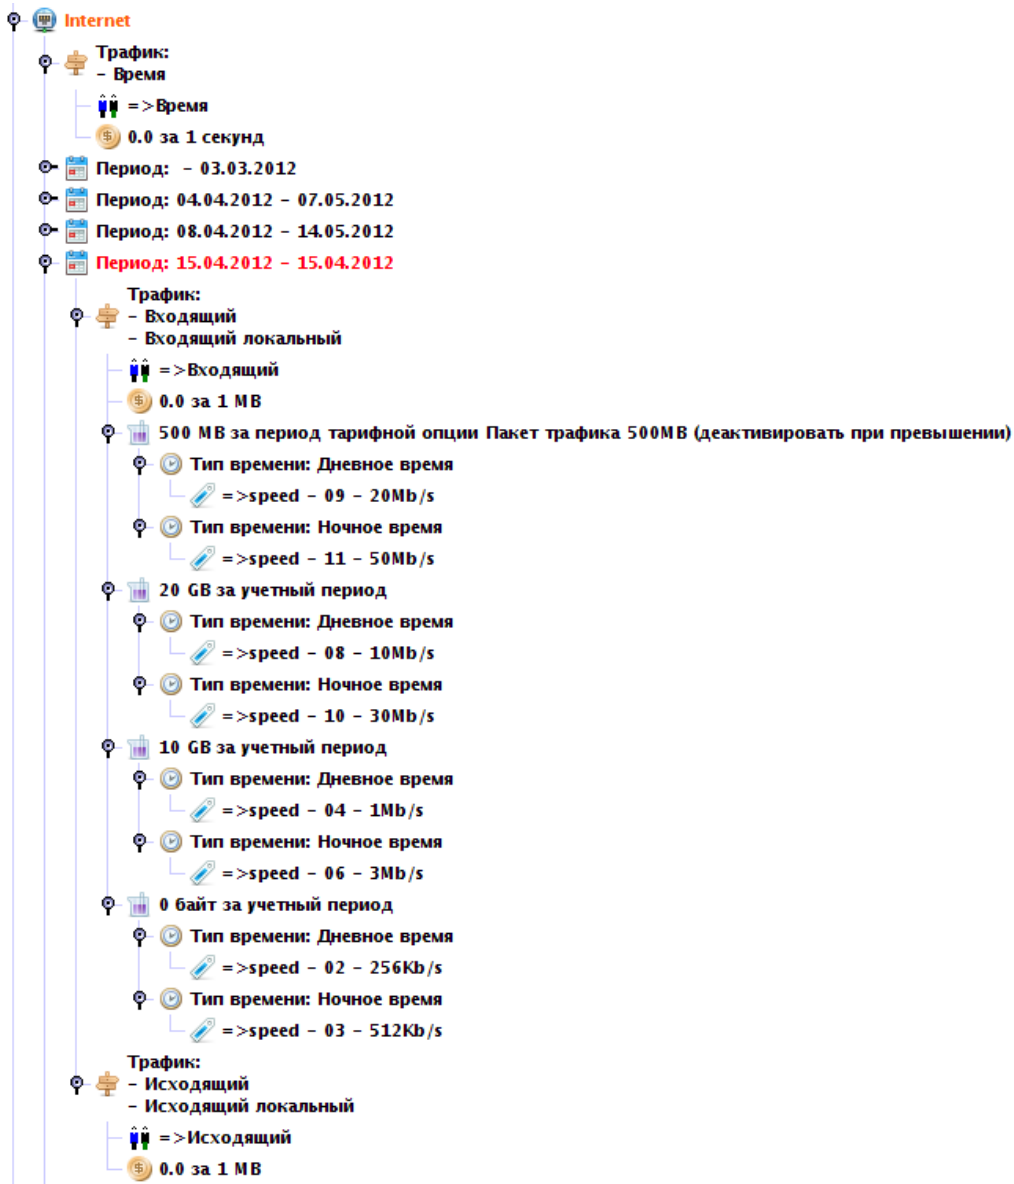 Internet
Трафик:
- Время
=>Время
0.0 за 1 секунд
Период:  - 03.03.2012
Период: 04.04.2012 - 07.05.2012
Период: 08.04.2012 - 14.05.2012
Период: 15.04.2012 - 15.04.2012
Трафик:
- Входящий
- Входящий локальный
=>Входящий
0.0 за 1 MB
500 MB за период тарифной опции Пакет трафика 500MB (деактивировать при превышении)
Тип времени: Дневное время
=>speed - 09 - 20Mb/s
Тип времени: Ночное время
=>speed - 11 - 50Mb/s
20 GB за учетный период
Тип времени: Дневное время
=>speed - 08 - 10Mb/s
Тип времени: Ночное время
=>speed - 10 - 30Mb/s
10 GB за учетный период
Тип времени: Дневное время
=>speed - 04 - 1Mb/s
Тип времени: Ночное время
=>speed - 06 - 3Mb/s
0 байт за учетный период
Тип времени: Дневное время
=>speed - 02 - 256Kb/s
Тип времени: Ночное время
=>speed - 03 - 512Kb/s
Трафик:
- Исходящий
- Исходящий локальный
=>Исходящий
0.0 за 1 MB